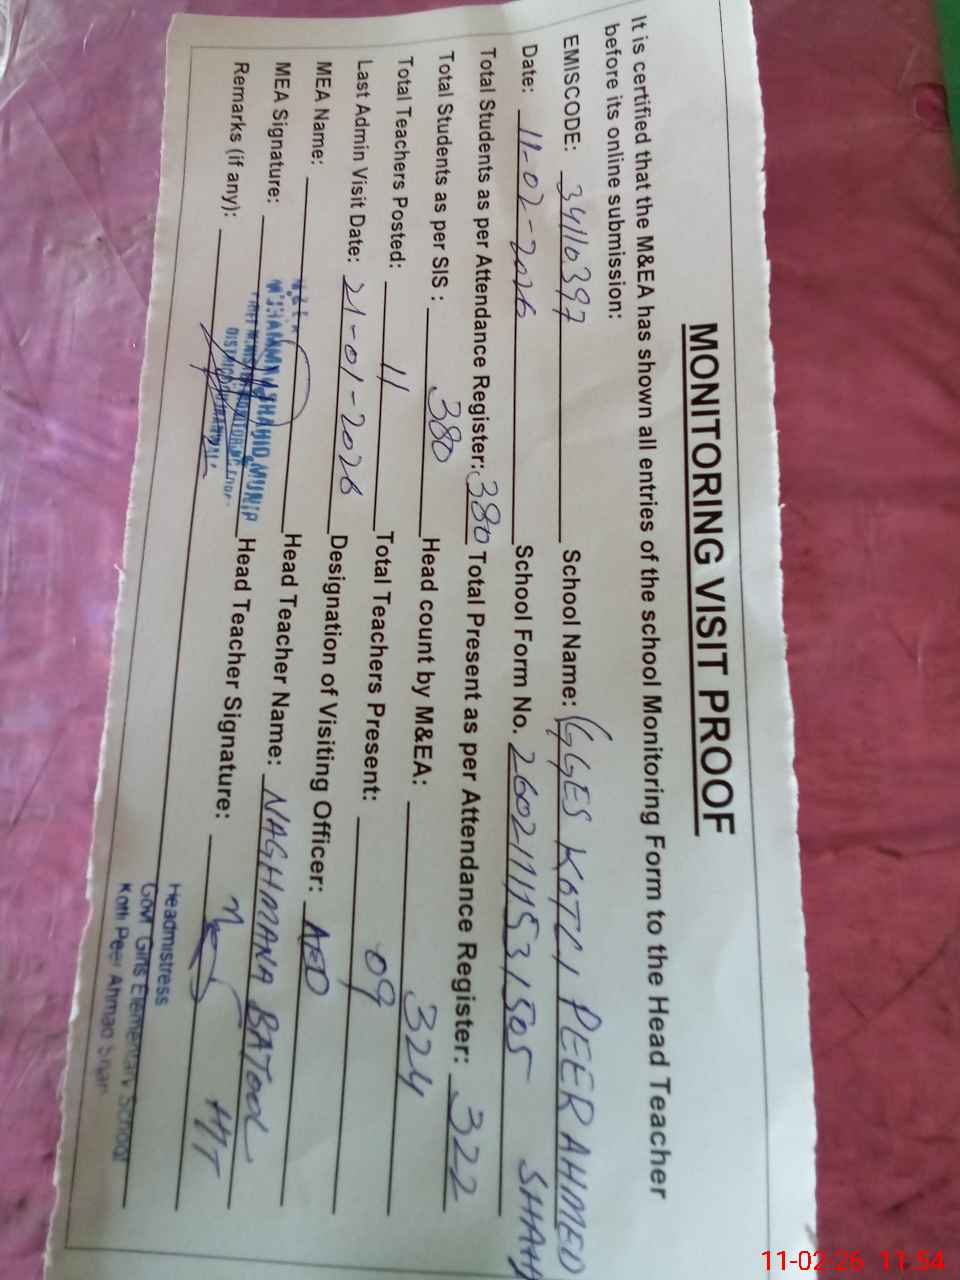 MONITORING VISIT PROOF
It is certified that the M&EA has shown all entries of the school Monitoring Form to the Head Teacher
before its online submission:
EMISCODE: 34110397 School Name: GGES KOTLI PEER AHMED SHAH
Date: 11-02-2026 School Form No. 26021111531505
Total Students as per Attendance Register: 380 Total Present as per Attendance Register: 322
Total Students as per SIS : 380 Head count by M&EA: 324
Total Teachers Posted: 11 Total Teachers Present: 09
Last Admin Visit Date: 21-01-2026 Designation of Visiting Officer: AEO
MEA Name: Head Teacher Name: NAGHMANA BATOOL
MEA Signature: SHAHID MUNIR Head Teacher Signature: HT
Remarks (if any):
Headmistress
Govt Girls Elementary School
Kotli Peer Ahmad Shah
11-02-26 11:54